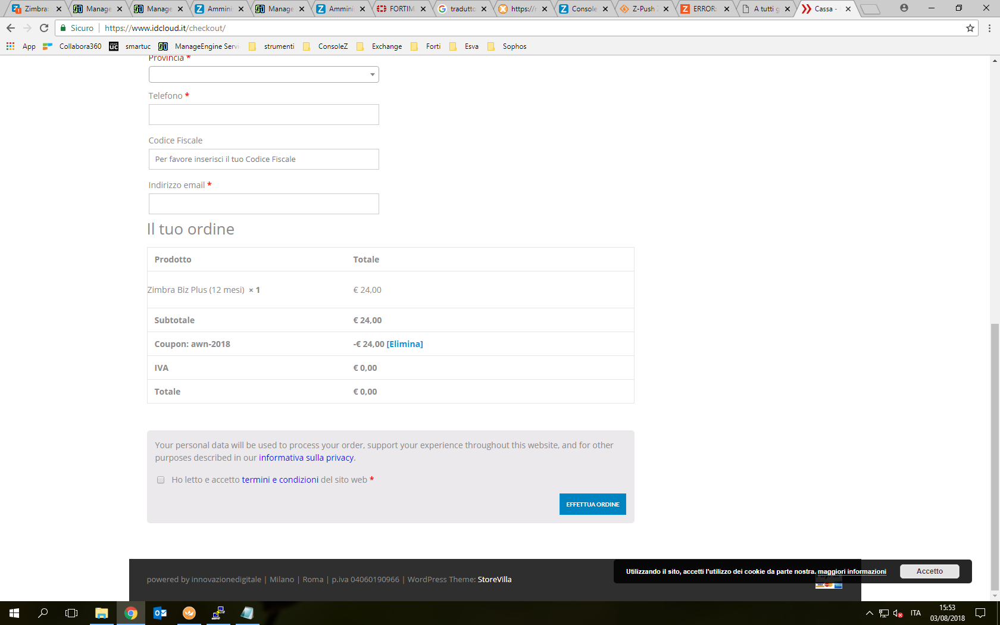 Zimbra:
Manage
Manage
Ammini
Manage
Ammini
FORTIM
tradutto
https://r
Console
Z-Push
ERROR:
A tutti g
Cassa -
Sicuro
https://www.idcloud.it/checkout/
App
Collabora360
smartuc
ManageEngine Servi
strumenti
ConsoleZ
Exchange
Forti
Esva
Sophos
Provincia *
Telefono *
Codice Fiscale
Per favore inserisci il tuo Codice Fiscale
Indirizzo email *
Il tuo ordine
Prodotto Totale
Zimbra Biz Plus (12 mesi) × 1 € 24,00
Subtotale € 24,00
Coupon: awn-2018 -€ 24,00 [Elimina]
IVA € 0,00
Totale € 0,00
Your personal data will be used to process your order, support your experience throughout this website, and for other
purposes described in our informativa sulla privacy.
Ho letto e accetto termini e condizioni del sito web *
EFFETTUA ORDINE
powered by innovazionedigitale | Milano | Roma | p.iva 04060190966 | WordPress Theme: StoreVilla
Utilizzando il sito, accetti l'utilizzo dei cookie da parte nostra. maggiori informazioni
Accetto
ITA
15:53
03/08/2018